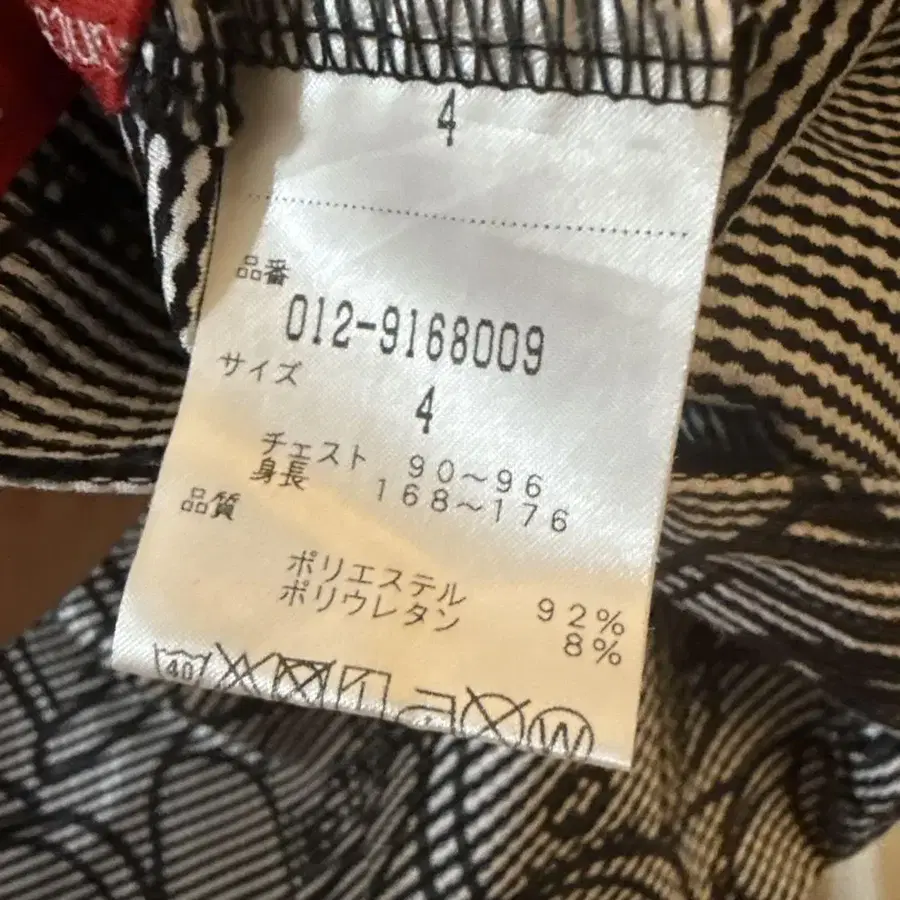 4
品番
012-9168009
サイズ
4
チェスト 90～96
身長 168～176
品質
ポリエステル 92%
ポリウレタン 8%
40
W